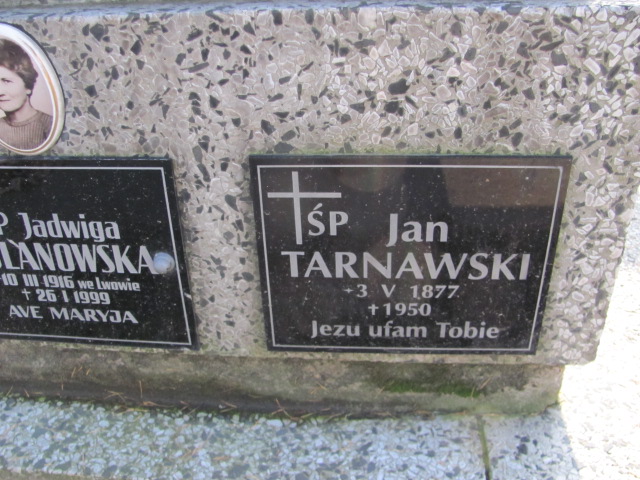 Jadwiga
10 III 1916 we Lwowie
+ 26 I 1999
AVE MARYJA
ŚP Jan
TARNAWSKI
* 3 V 1877
+ 1950
Jezu ufam Tobie